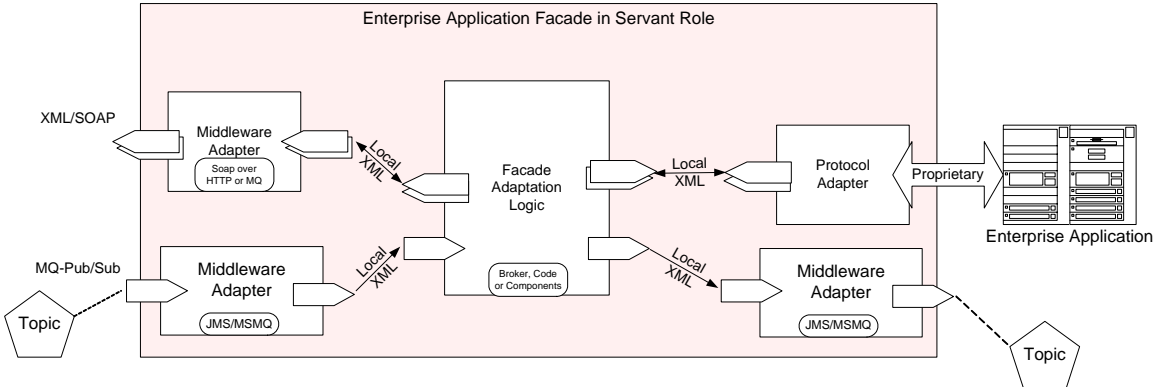 Enterprise Application Facade in Servant Role
XML/SOAP
Middleware
Adapter
Soap over
HTTP or MQ
Local
XML
Facade
Adaptation
Logic
Broker, Code
or Components
Local
XML
Protocol
Adapter
Proprietary
Enterprise Application
MQ-Pub/Sub
Topic
Middleware
Adapter
JMS/MSMQ
Local
XML
Local
XML
Middleware
Adapter
JMS/MSMQ
Topic